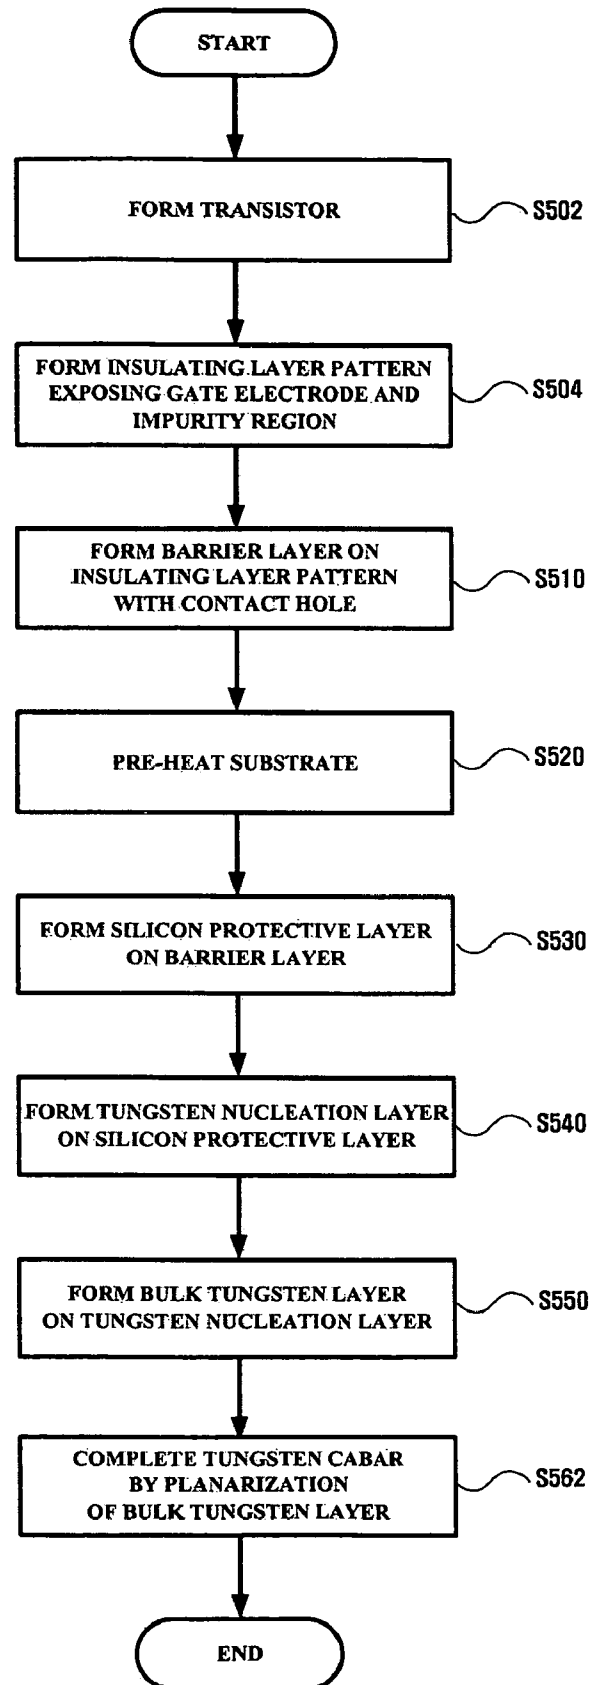 START
FORM TRANSISTOR
S502
FORM INSULATING LAYER PATTERN
EXPOSING GATE ELECTRODE AND
IMPURITY REGION
S504
FORM BARRIER LAYER ON
INSULATING LAYER PATTERN
WITH CONTACT HOLE
S510
PRE-HEAT SUBSTRATE
S520
FORM SILICON PROTECTIVE LAYER
ON BARRIER LAYER
S530
FORM TUNGSTEN NUCLEATION LAYER
ON SILICON PROTECTIVE LAYER
S540
FORM BULK TUNGSTEN LAYER
ON TUNGSTEN NUCLEATION LAYER
S550
COMPLETE TUNGSTEN CABAR
BY PLANARIZATION
OF BULK TUNGSTEN LAYER
S562
END